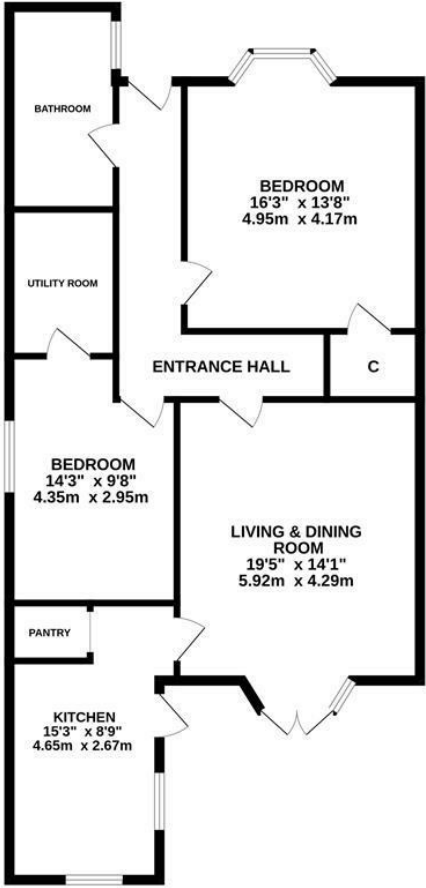 BATHROOM
BEDROOM
16'3" x 13'8"
4.95m x 4.17m
UTILITY ROOM
ENTRANCE HALL
C
BEDROOM
14'3" x 9'8"
4.35m x 2.95m
LIVING & DINING
ROOM
19'5" x 14'1"
5.92m x 4.29m
PANTRY
KITCHEN
15'3" x 8'9"
4.65m x 2.67m